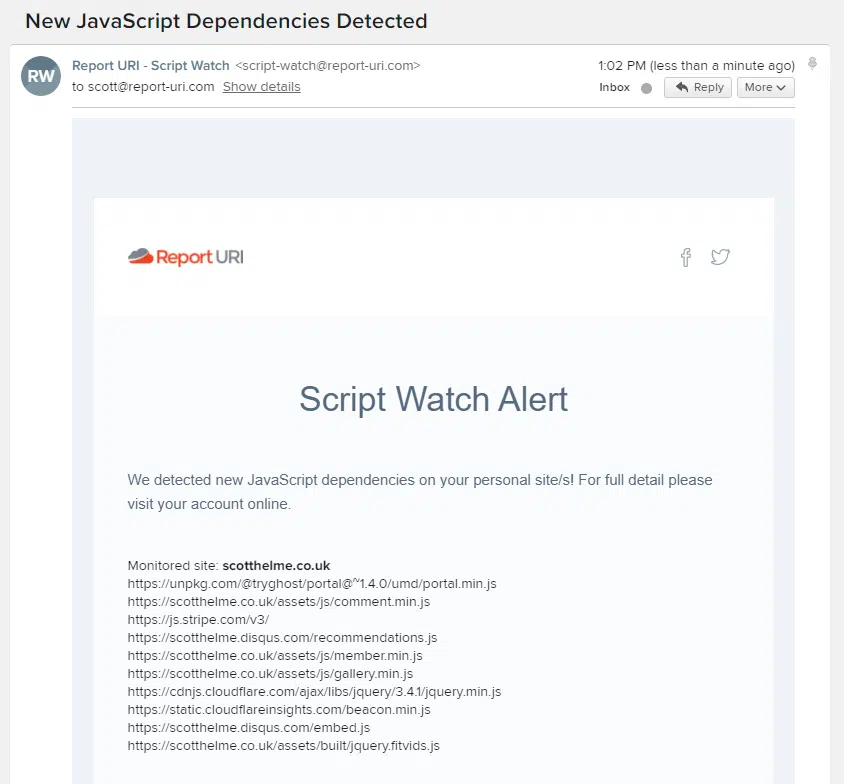 New JavaScript Dependencies Detected
RW
Report URI - Script Watch <script-watch@report-uri.com>
1:02 PM (less than a minute ago)
to scott@report-uri.com Show details
Inbox Reply More
Report URI
Script Watch Alert
We detected new JavaScript dependencies on your personal site/s! For full detail please
visit your account online.
Monitored site: scotthelme.co.uk
https://unpkg.com/@tryghost/portal@~1.4.0/umd/portal.min.js
https://scotthelme.co.uk/assets/js/comment.min.js
https://js.stripe.com/v3/
https://scotthelme.disqus.com/recommendations.js
https://scotthelme.co.uk/assets/js/member.min.js
https://scotthelme.co.uk/assets/js/gallery.min.js
https://cdnjs.cloudflare.com/ajax/libs/jquery/3.4.1/jquery.min.js
https://static.cloudflareinsights.com/beacon.min.js
https://scotthelme.disqus.com/embed.js
https://scotthelme.co.uk/assets/built/jquery.fitvids.js